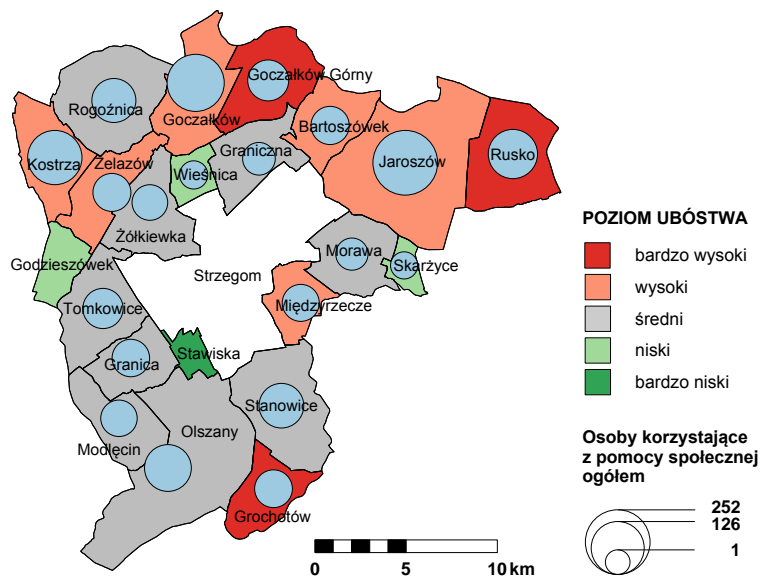 Goczałków Górny
Rogoźnica
Goczałków
Bartoszówek
Graniczna
Rusko
Kostrza
Żelazów
Jaroszów
Wieśnica
Żółkiewka
Morawa
Godzieszówek
Skarżyce
Strzegom
Tomkowice
Międzyrzecze
Stawiska
Granica
Stanowice
Olszany
Modlęcin
Grochotów
0 5 10 km
POZIOM UBÓSTWA
bardzo wysoki
wysoki
średni
niski
bardzo niski
Osoby korzystające
z pomocy społecznej
ogółem
252
126
1